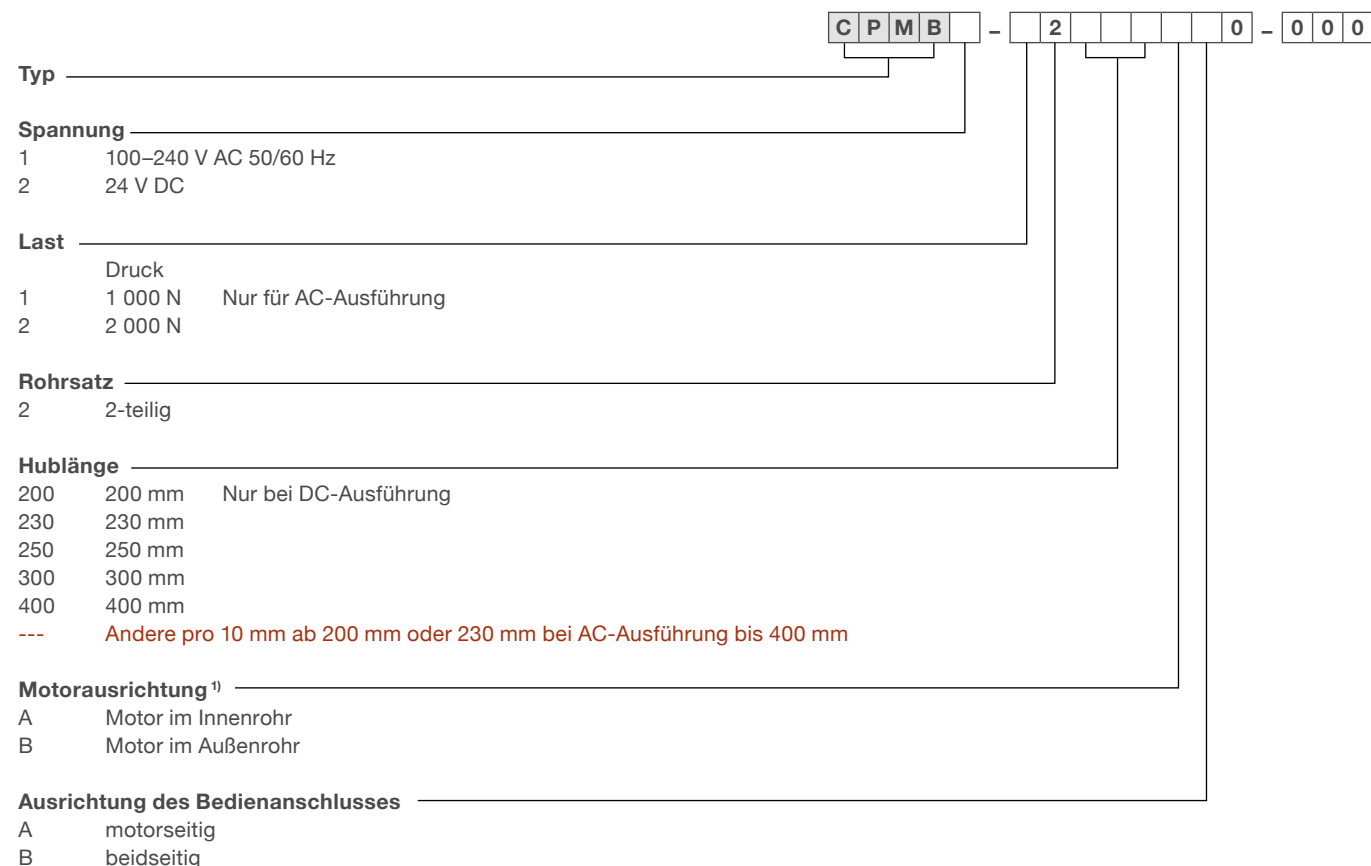 C P M B – 2 0 – 0 0 0
Typ
Spannung
1 100–240 V AC 50/60 Hz
2 24 V DC
Last
Druck
1 1 000 N Nur für AC-Ausführung
2 2 000 N
Rohrsatz
2 2-teilig
Hublänge
200 200 mm Nur bei DC-Ausführung
230 230 mm
250 250 mm
300 300 mm
400 400 mm
--- Andere pro 10 mm ab 200 mm oder 230 mm bei AC-Ausführung bis 400 mm
Motorausrichtung 1)
A Motor im Innenrohr
B Motor im Außenrohr
Ausrichtung des Bedienanschlusses
A motorseitig
B beidseitig